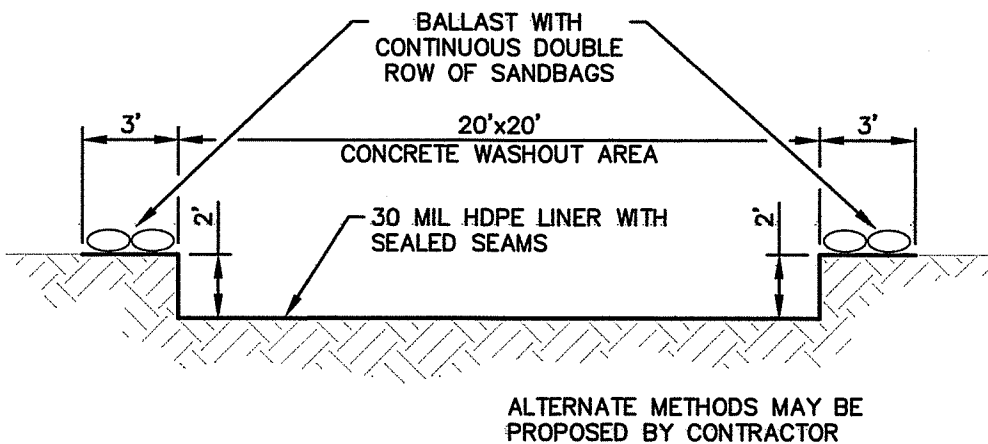 BALLAST WITH
CONTINUOUS DOUBLE
ROW OF SANDBAGS
3'
20'x20'
3'
CONCRETE WASHOUT AREA
2'
30 MIL HDPE LINER WITH
SEALED SEAMS
2'
ALTERNATE METHODS MAY BE
PROPOSED BY CONTRACTOR